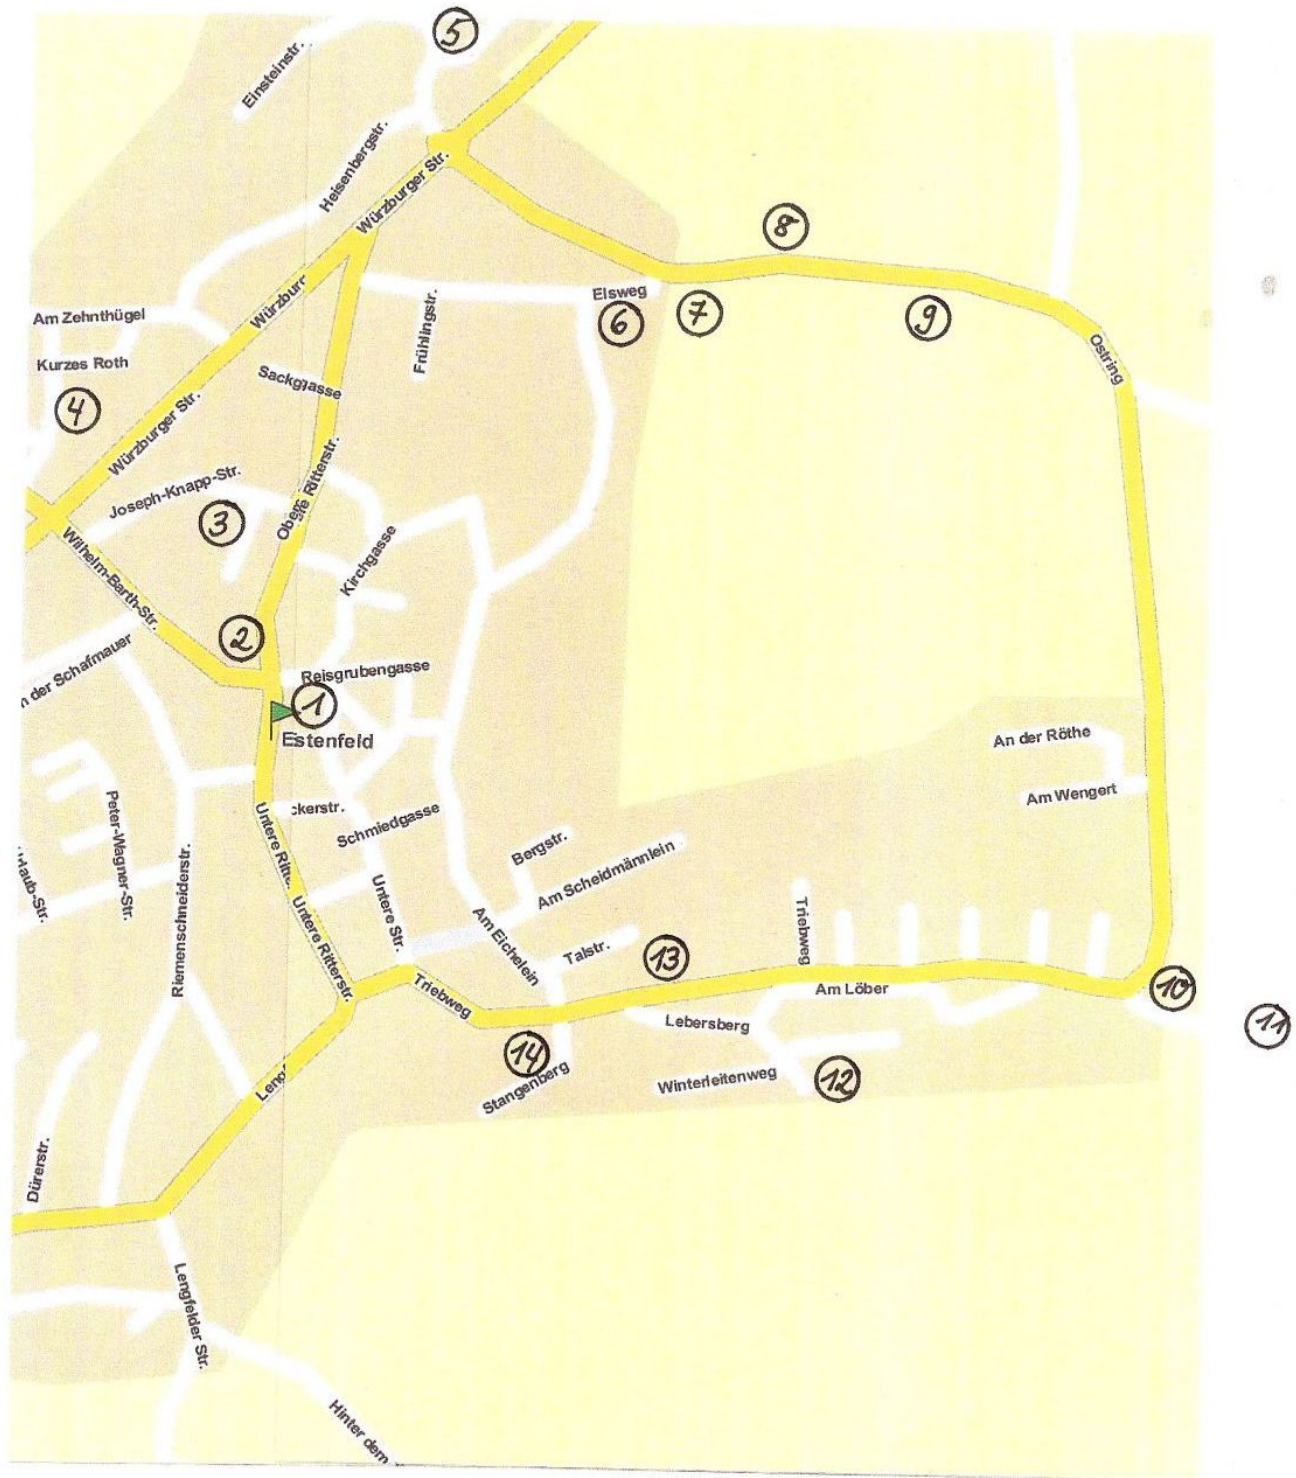 5
Einsteinstr.
Heisenbergstr.
Würzburger Str.
8
Elsweg
6
7
9
Am Zehnthügel
Würzburr
Frühlingstr.
Ostring
Kurzes Roth
Sackgasse
4
Würzburger Str.
Joseph-Knapp-Str.
3
Obere Ritterstr.
Kirchgasse
Wilhelm-Barth-Str.
2
n der Schafmauer
Reisgrubengasse
1
Estenfeld
An der Röthe
Am Wengert
Peter-Wagner-Str.
ckerstr.
Schmiedgasse
Untere Ritte
Bergstr.
Am Scheidmännlein
laub-Str.
Riemenschneiderstr.
Untere Str.
Untere Ritterstr.
Am Eichelein
Talstr.
13
Triebweg
Triebweg
Am Löber
10
Lebersberg
11
14
Stangenberg
Winterleitenweg
12
Leng
Dürerstr.
Lengfelder Str.
Hinter dem